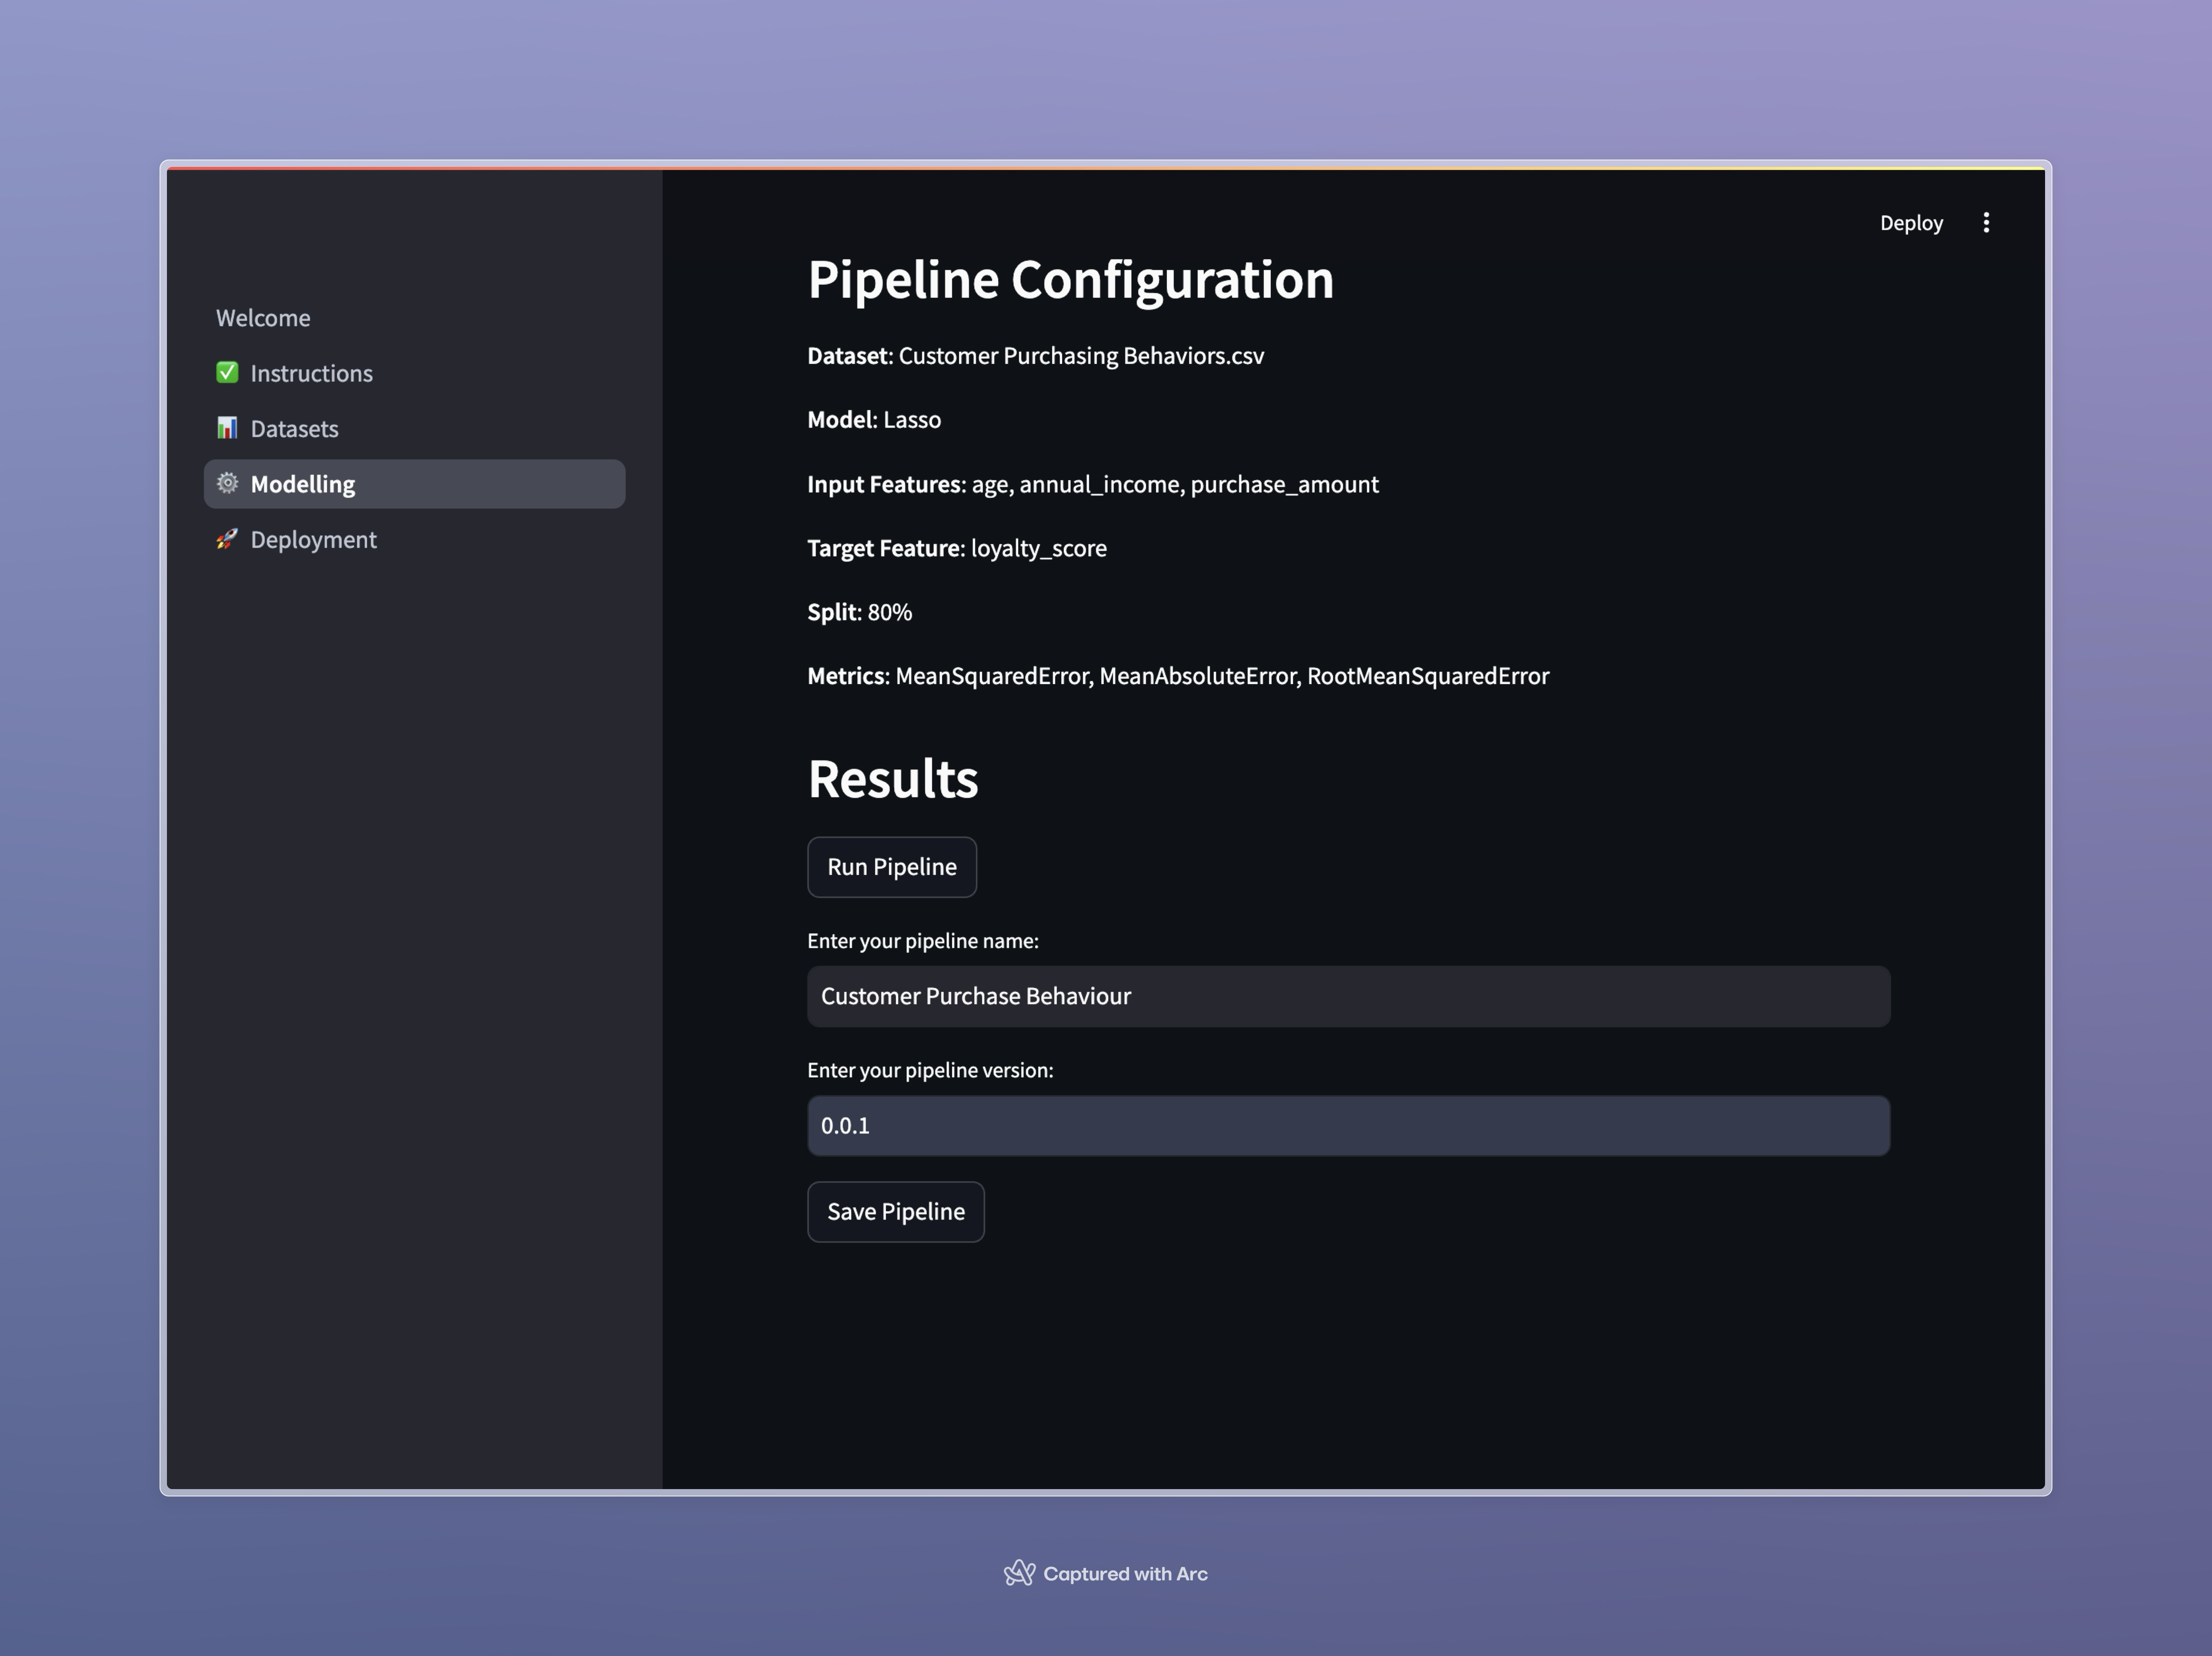 Deploy
Welcome
✅ Instructions
📊 Datasets
⚙️ Modelling
🚀 Deployment
Pipeline Configuration
Dataset: Customer Purchasing Behaviors.csv
Model: Lasso
Input Features: age, annual_income, purchase_amount
Target Feature: loyalty_score
Split: 80%
Metrics: MeanSquaredError, MeanAbsoluteError, RootMeanSquaredError
Results
Run Pipeline
Enter your pipeline name:
Customer Purchase Behaviour
Enter your pipeline version:
0.0.1
Save Pipeline
Captured with Arc